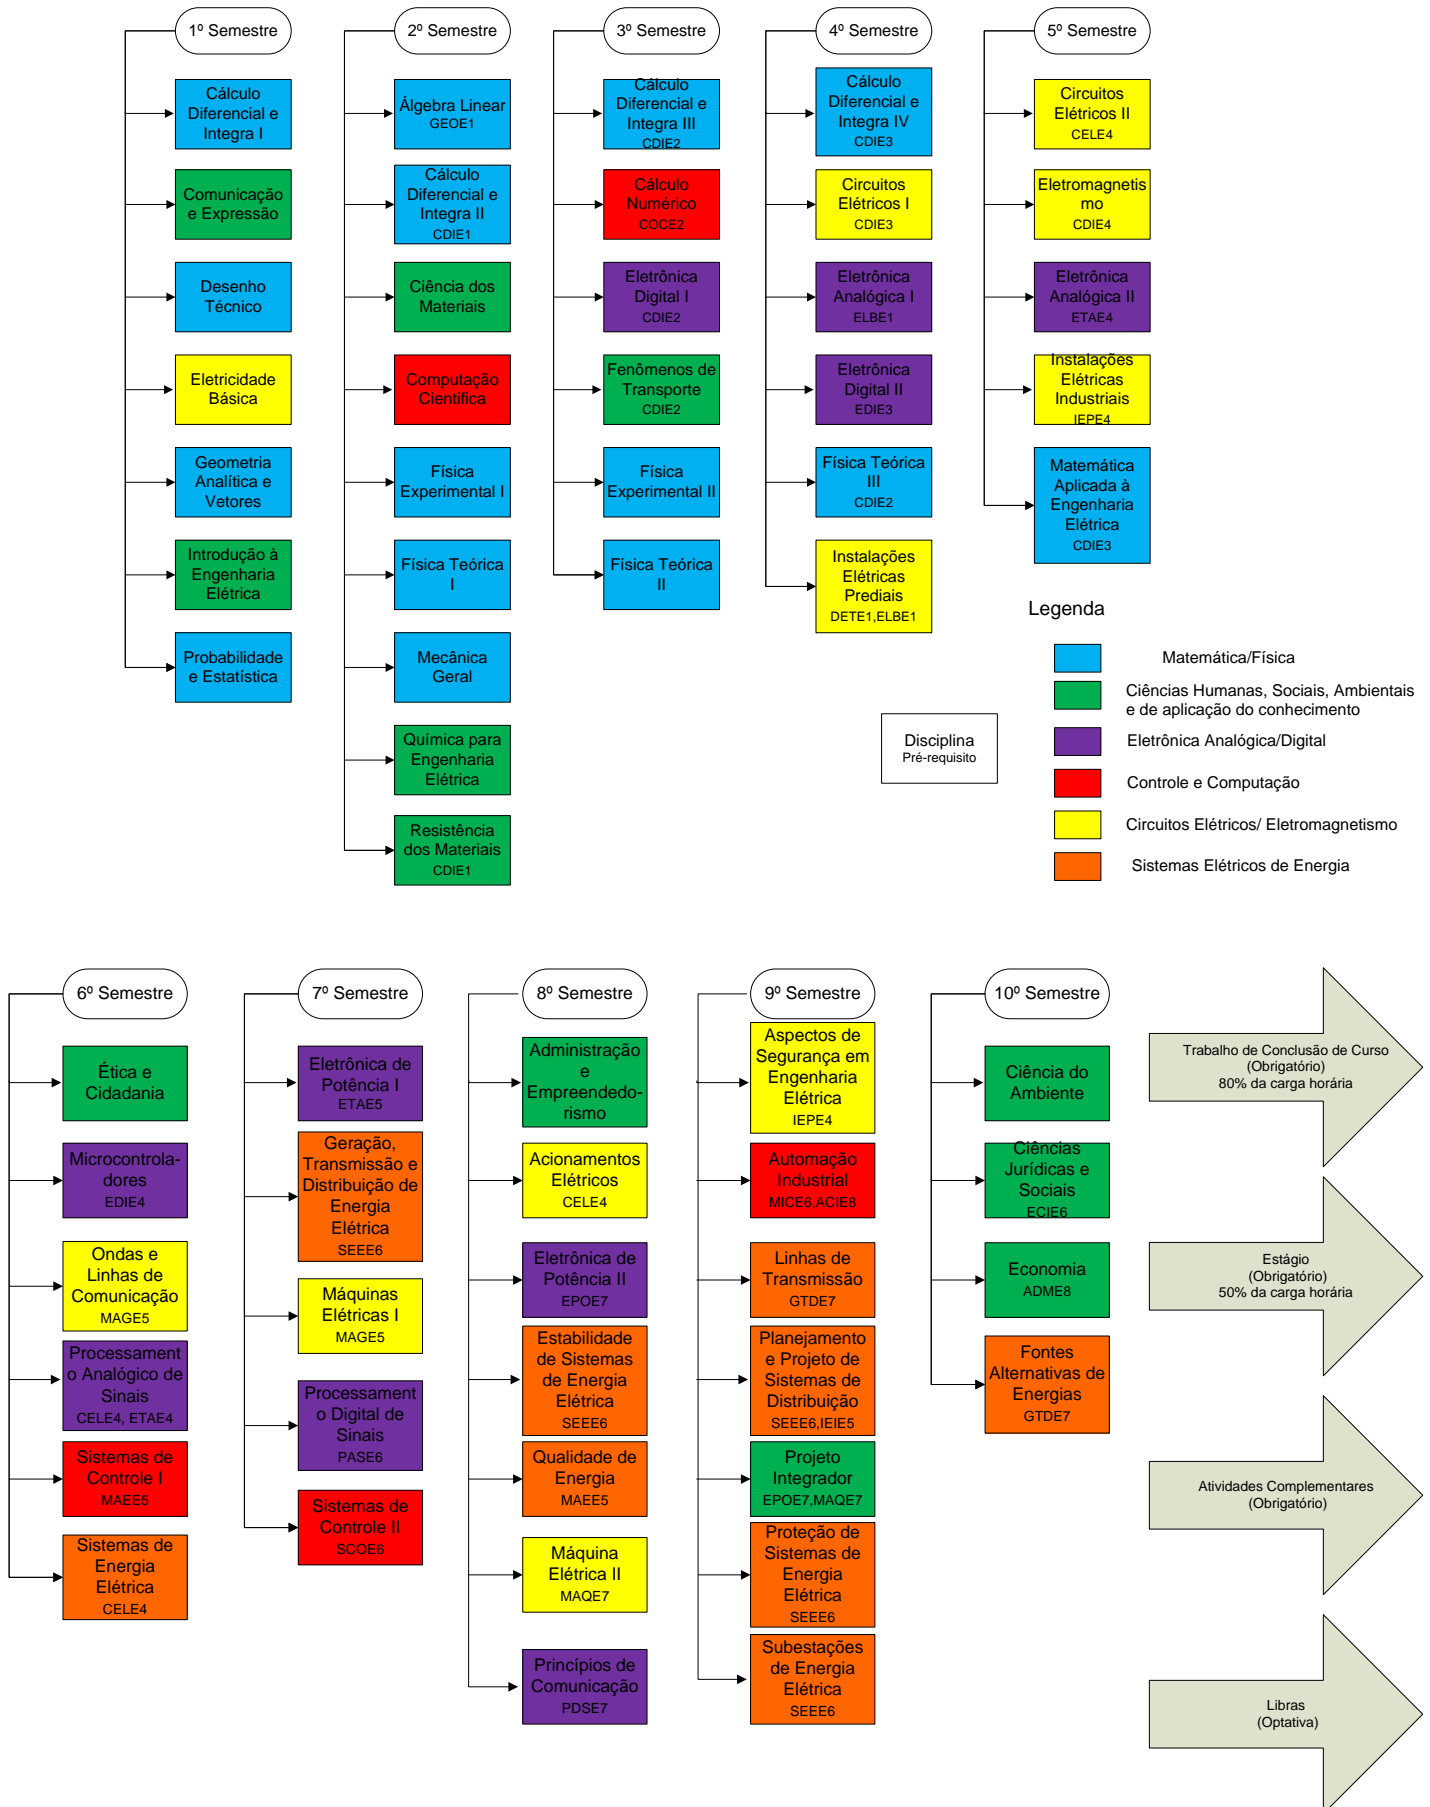 1º Semestre
Cálculo
Diferencial e
Integra I
Comunicação
e Expressão
Desenho
Técnico
Eletricidade
Básica
Geometria
Analítica e
Vetores
Introdução à
Engenharia
Elétrica
Probabilidade
e Estatística
2º Semestre
Álgebra Linear
GEOE1
Cálculo
Diferencial e
Integra II
CDIE1
Ciência dos
Materiais
Computação
Cientifica
Física
Experimental I
Física Teórica
I
Mecânica
Geral
Química para
Engenharia
Elétrica
Resistência
dos Materiais
CDIE1
3º Semestre
Cálculo
Diferencial e
Integra III
CDIE2
Cálculo
Numérico
COCE2
Eletrônica
Digital I
CDIE2
Fenômenos de
Transporte
CDIE2
Física
Experimental II
Física Teórica
II
4º Semestre
Cálculo
Diferencial e
Integra IV
CDIE3
Circuitos
Elétricos I
CDIE3
Eletrônica
Analógica I
ELBE1
Eletrônica
Digital II
EDIE3
Física Teórica
III
CDIE2
Instalações
Elétricas
Prediais
DETE1,ELBE1
5º Semestre
Circuitos
Elétricos II
CELE4
Eletromagnetis
mo
CDIE4
Eletrônica
Analógica II
ETAE4
Instalações
Elétricas
Industriais
IEPE4
Matemática
Aplicada à
Engenharia
Elétrica
CDIE3
Legenda
Matemática/Física
Ciências Humanas, Sociais, Ambientais
e de aplicação do conhecimento
Eletrônica Analógica/Digital
Controle e Computação
Circuitos Elétricos/ Eletromagnetismo
Sistemas Elétricos de Energia
Disciplina
Pré-requisito
6º Semestre
Ética e
Cidadania
Microcontrola-
dores
EDIE4
Ondas e
Linhas de
Comunicação
MAGE5
Processament
o Analógico de
Sinais
CELE4, ETAE4
Sistemas de
Controle I
MAEE5
Sistemas de
Energia
Elétrica
CELE4
7º Semestre
Eletrônica de
Potência I
ETAE5
Geração,
Transmissão e
Distribuição de
Energia
Elétrica
SEEE6
Máquinas
Elétricas I
MAGE5
Processament
o Digital de
Sinais
PASE6
Sistemas de
Controle II
SCOE6
8º Semestre
Administração
e
Empreendedo-
rismo
Acionamentos
Elétricos
CELE4
Eletrônica de
Potência II
EPOE7
Estabilidade
de Sistemas
de Energia
Elétrica
SEEE6
Qualidade de
Energia
MAEE5
Máquina
Elétrica II
MAQE7
Princípios de
Comunicação
PDSE7
9º Semestre
Aspectos de
Segurança em
Engenharia
Elétrica
IEPE4
Automação
Industrial
MICE6,ACIE8
Linhas de
Transmissão
GTDE7
Planejamento
e Projeto de
Sistemas de
Distribuição
SEEE6,IEIE5
Projeto
Integrador
EPOE7,MAQE7
Proteção de
Sistemas de
Energia
Elétrica
SEEE6
Subestações
de Energia
Elétrica
SEEE6
10º Semestre
Ciência do
Ambiente
Ciências
Jurídicas e
Sociais
ECIE6
Economia
ADME8
Fontes
Alternativas de
Energias
GTDE7
Trabalho de Conclusão de Curso
(Obrigatório)
80% da carga horária
Estágio
(Obrigatório)
50% da carga horária
Atividades Complementares
(Obrigatório)
Libras
(Optativa)